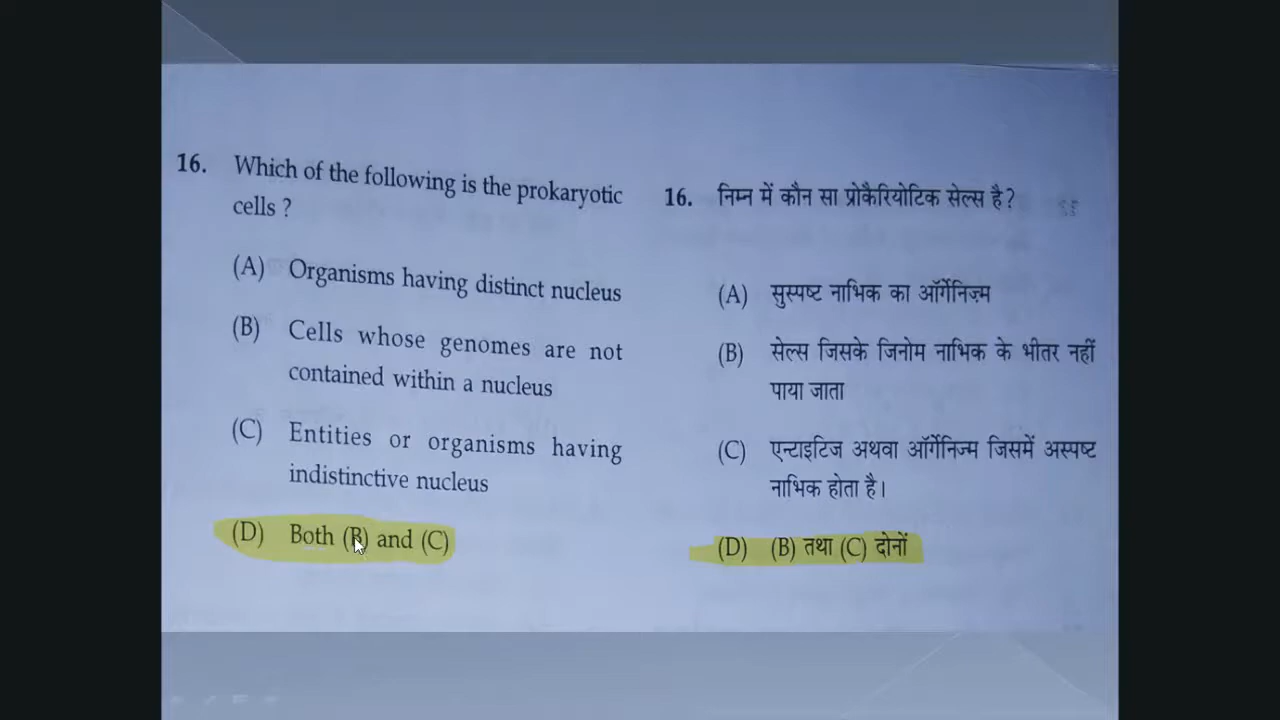 16. Which of the following is the prokaryotic
cells ?
(A) Organisms having distinct nucleus
(B) Cells whose genomes are not
contained within a nucleus
(C) Entities or organisms having
indistinctive nucleus
(D) Both (B) and (C)
16. निम्न में कौन सा प्रोकैरियोटिक सेल्स है?
(A) सुस्पष्ट नाभिक का ऑर्गेनिज़्म
(B) सेल्स जिसके जिनोम नाभिक के भीतर नहीं
पाया जाता
(C) एन्टाइटिज अथवा ऑर्गेनिज्म जिसमें अस्पष्ट
नाभिक होता है।
(D) (B) तथा (C) दोनों